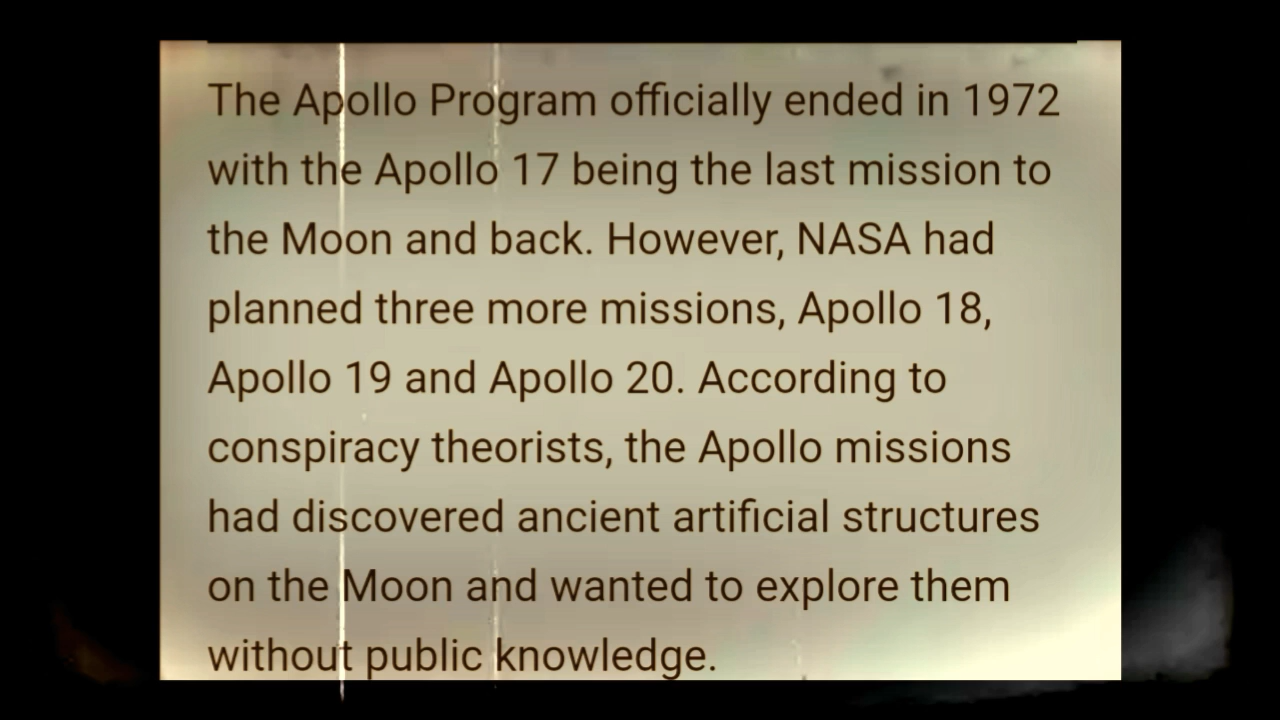 The Apollo Program officially ended in 1972
with the Apollo 17 being the last mission to
the Moon and back. However, NASA had
planned three more missions, Apollo 18,
Apollo 19 and Apollo 20. According to
conspiracy theorists, the Apollo missions
had discovered ancient artificial structures
on the Moon and wanted to explore them
without public knowledge.